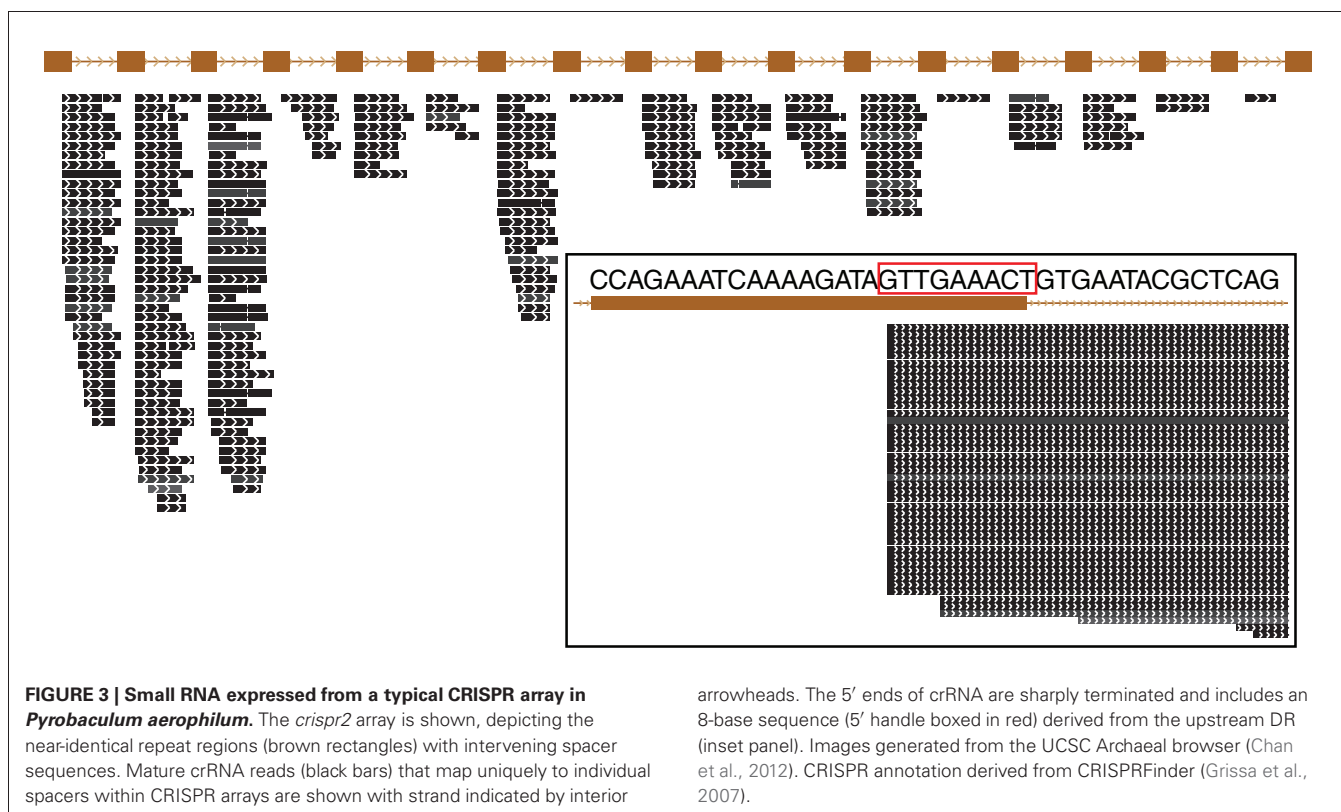 CCAGAAATCAAAAGATAGTTGAAACTGTGAATACGCTCAG
FIGURE 3 | Small RNA expressed from a typical CRISPR array in
Pyrobaculum aerophilum. The crispr2 array is shown, depicting the
near-identical repeat regions (brown rectangles) with intervening spacer
sequences. Mature crRNA reads (black bars) that map uniquely to individual
spacers within CRISPR arrays are shown with strand indicated by interior
arrowheads. The 5′ ends of crRNA are sharply terminated and includes an
8-base sequence (5′ handle boxed in red) derived from the upstream DR
(inset panel). Images generated from the UCSC Archaeal browser (Chan
et al., 2012). CRISPR annotation derived from CRISPRFinder (Grissa et al.,
2007).